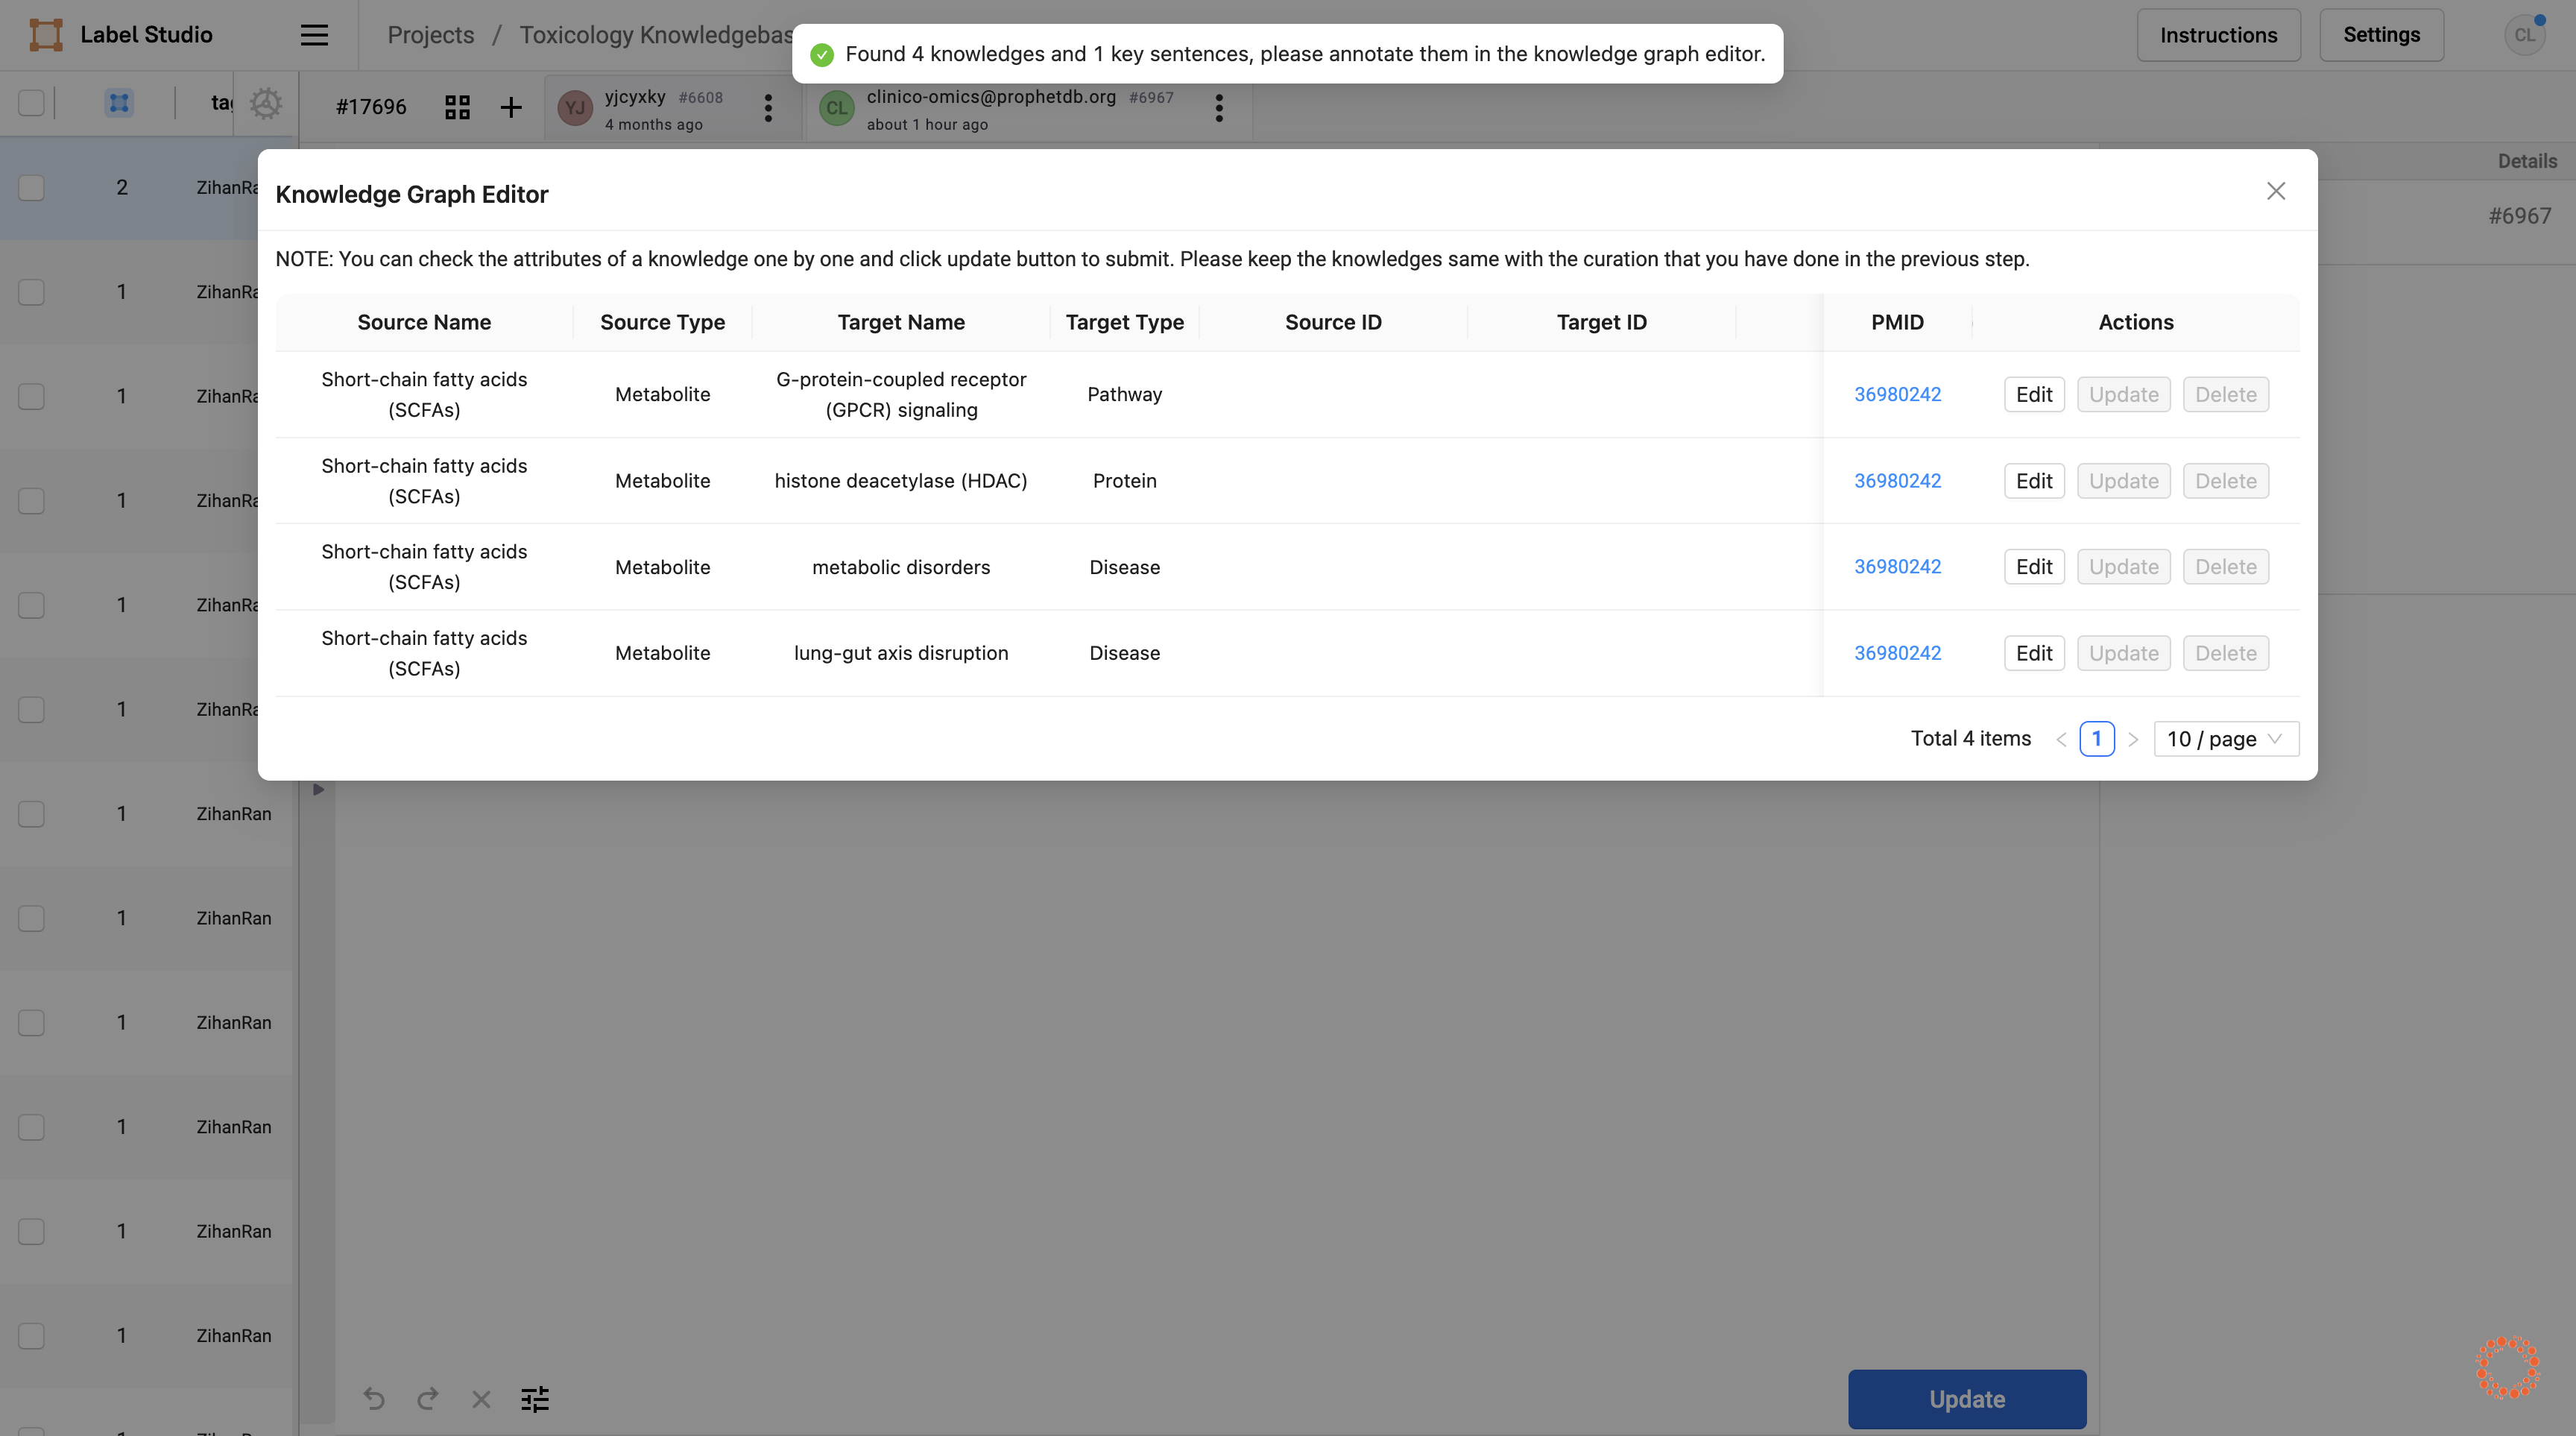 Label Studio
Projects / Toxicology Knowledgebas
Found 4 knowledges and 1 key sentences, please annotate them in the knowledge graph editor.
Instructions
Settings
CL
#17696
YJ
yjcyxky #6608
4 months ago
CL
clinico-omics@prophetdb.org #6967
about 1 hour ago
Details
#6967
2 ZihanRa
1 ZihanRa
1 ZihanRa
1 ZihanRa
1 ZihanRa
1 ZihanRa
1 ZihanRan
1 ZihanRan
1 ZihanRan
1 ZihanRan
1 ZihanRan
1 ZihanRan
Knowledge Graph Editor
NOTE: You can check the attributes of a knowledge one by one and click update button to submit. Please keep the knowledges same with the curation that you have done in the previous step.
Source Name Source Type Target Name Target Type Source ID Target ID PMID Actions
Short-chain fatty acids (SCFAs) Metabolite G-protein-coupled receptor (GPCR) signaling Pathway 36980242 Edit Update Delete
Short-chain fatty acids (SCFAs) Metabolite histone deacetylase (HDAC) Protein 36980242 Edit Update Delete
Short-chain fatty acids (SCFAs) Metabolite metabolic disorders Disease 36980242 Edit Update Delete
Short-chain fatty acids (SCFAs) Metabolite lung-gut axis disruption Disease 36980242 Edit Update Delete
Total 4 items 1 10 / page
Update